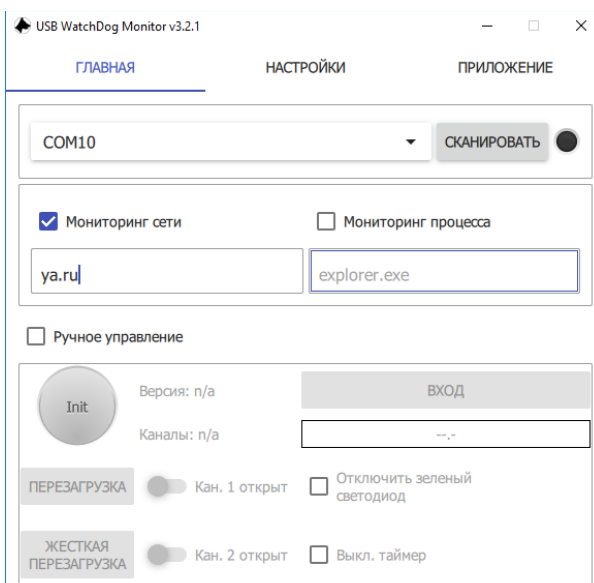 USB WatchDog Monitor v3.2.1
ГЛАВНАЯ НАСТРОЙКИ ПРИЛОЖЕНИЕ
COM10 СКАНИРОВАТЬ
Мониторинг сети Мониторинг процесса
ya.ru explorer.exe
Ручное управление
Init Версия: n/a ВХОД
Каналы: n/a --.-
ПЕРЕЗАГРУЗКА Кан. 1 открыт Отключить зеленый
светодиод
ЖЕСТКАЯ
ПЕРЕЗАГРУЗКА Кан. 2 открыт Выкл. таймер